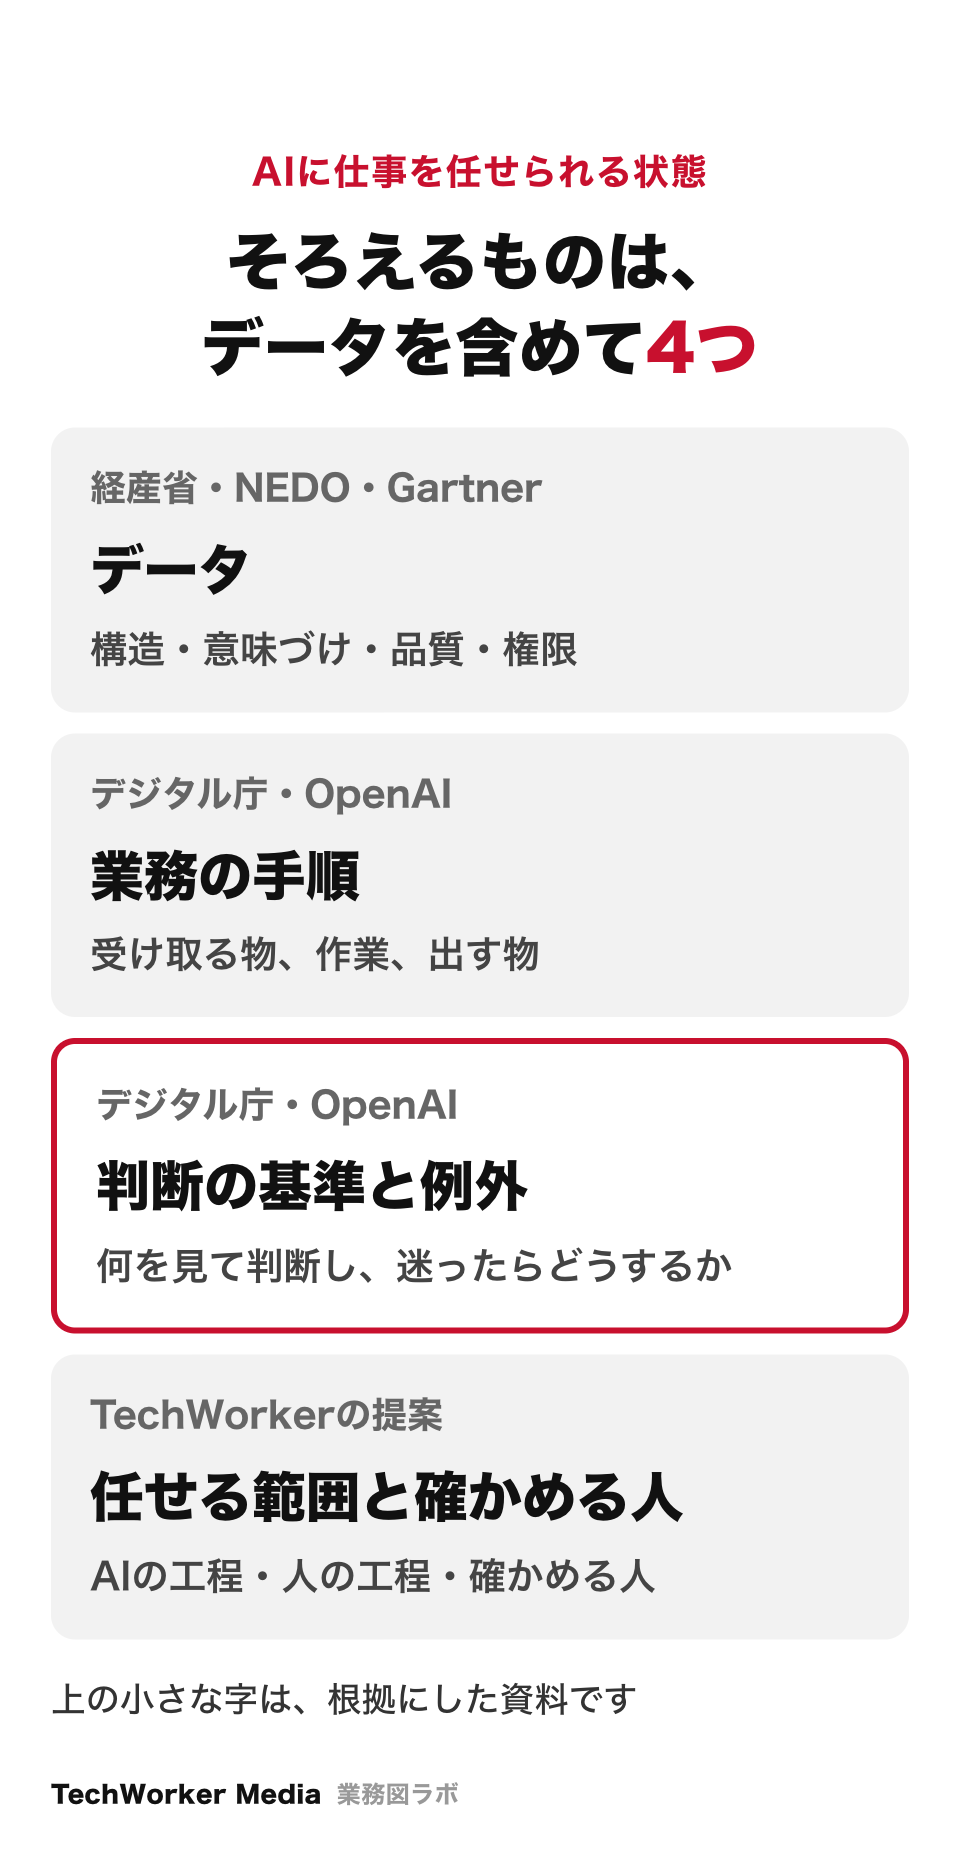 AIに仕事を任せられる状態
そろえるものは、
データを含めて4つ
経産省・NEDO・Gartner
データ
構造・意味づけ・品質・権限
デジタル庁・OpenAI
業務の手順
受け取る物、作業、出す物
デジタル庁・OpenAI
判断の基準と例外
何を見て判断し、迷ったらどうするか
TechWorkerの提案
任せる範囲と確かめる人
AIの工程・人の工程・確かめる人
上の小さな字は、根拠にした資料です
TechWorker Media 業務図ラボ